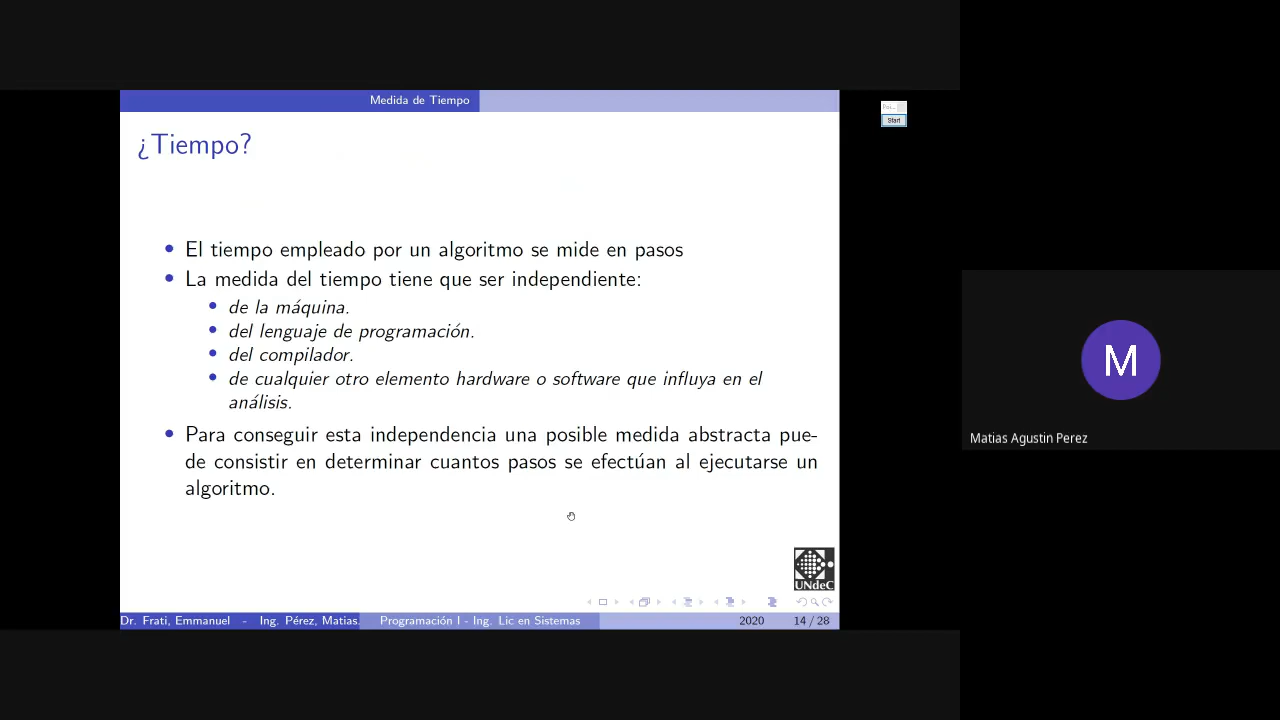 Medida de Tiempo
¿Tiempo?
El tiempo empleado por un algoritmo se mide en pasos
La medida del tiempo tiene que ser independiente:
de la máquina.
del lenguaje de programación.
del compilador.
de cualquier otro elemento hardware o software que influya en el
análisis.
Para conseguir esta independencia una posible medida abstracta pue-
de consistir en determinar cuantos pasos se efectúan al ejecutarse un
algoritmo.
UNdeC
Dr. Frati, Emmanuel - Ing. Pérez, Matias. Programación I - Ing. Lic en Sistemas 2020 14 / 28
Start
M
Matias Agustin Perez